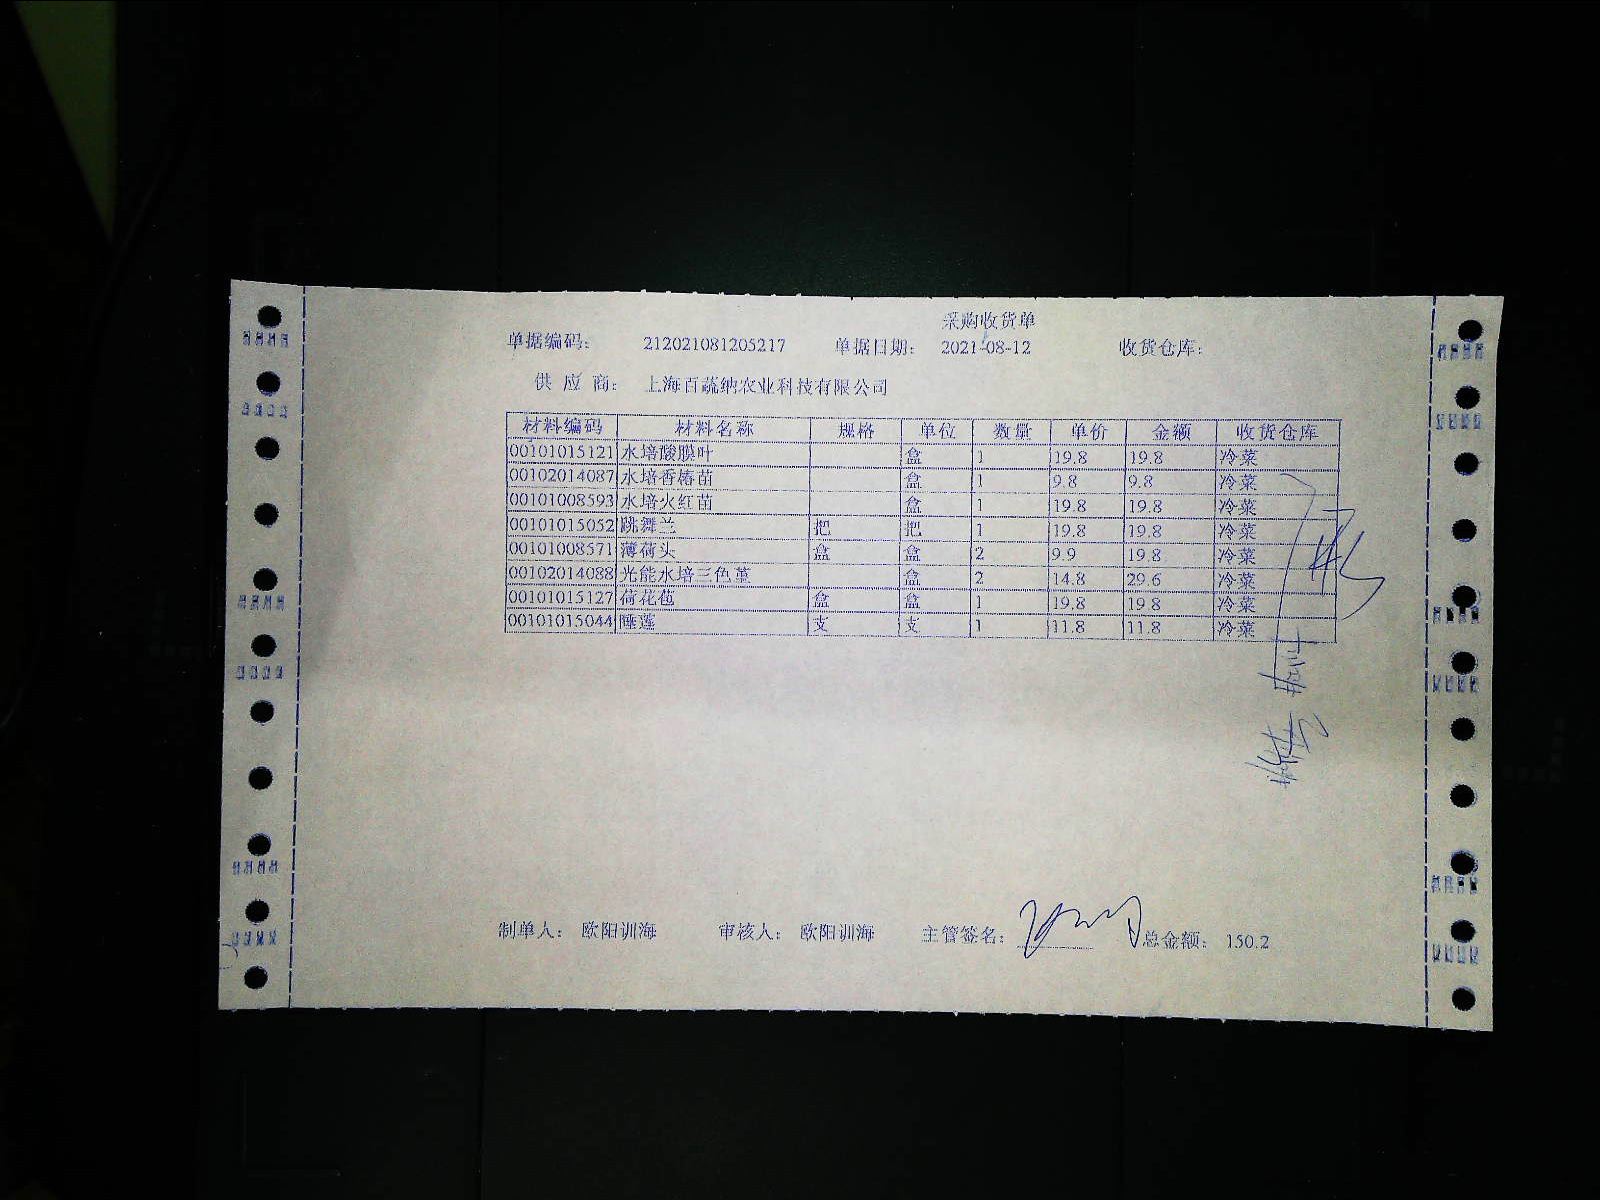 采购收货单
单据编码： 212021081205217 单据日期： 2021-08-12 收货仓库：
供 应 商： 上海百蔬纳农业科技有限公司
材料编码 材料名称 规格 单位 数量 单价 金额 收货仓库
00101015121 水培酸膜叶 盒 1 19.8 19.8 冷菜
00102014087 水培香椿苗 盒 1 9.8 9.8 冷菜
00101008593 水培火红苗 盒 1 19.8 19.8 冷菜
00101015052 跳舞兰 把 把 1 19.8 19.8 冷菜
00101008571 薄荷头 盒 盒 2 9.9 19.8 冷菜
00102014088 光能水培三色堇 盒 2 14.8 29.6 冷菜
00101015127 荷花苞 盒 盒 1 19.8 19.8 冷菜
00101015044 睡莲 支 支 1 11.8 11.8 冷菜
制单人： 欧阳训海 审核人： 欧阳训海 主管签名： 总金额： 150.2